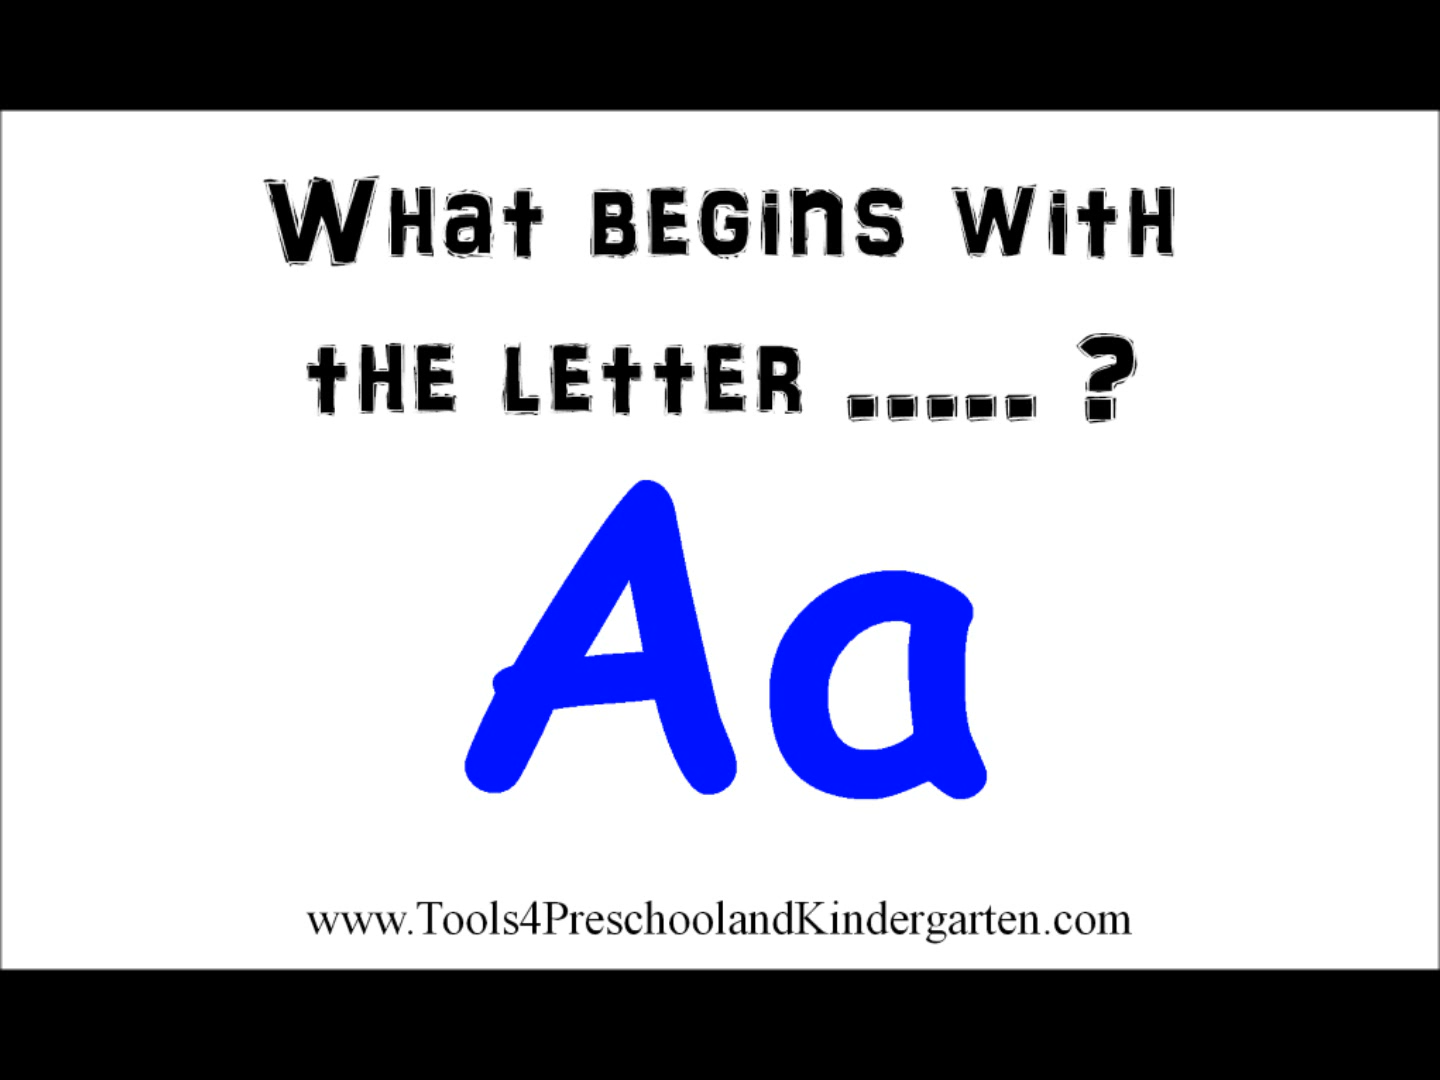 What begins with
the letter ..... ?
Aa
www.Tools4PreschoolandKindergarten.com